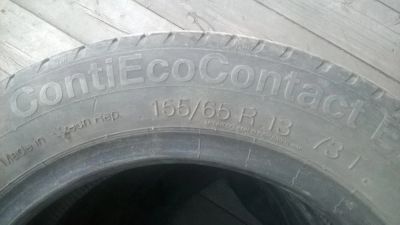 ContiEcoContact E
Made in Czech Rep. 155/65 R 13 73 T